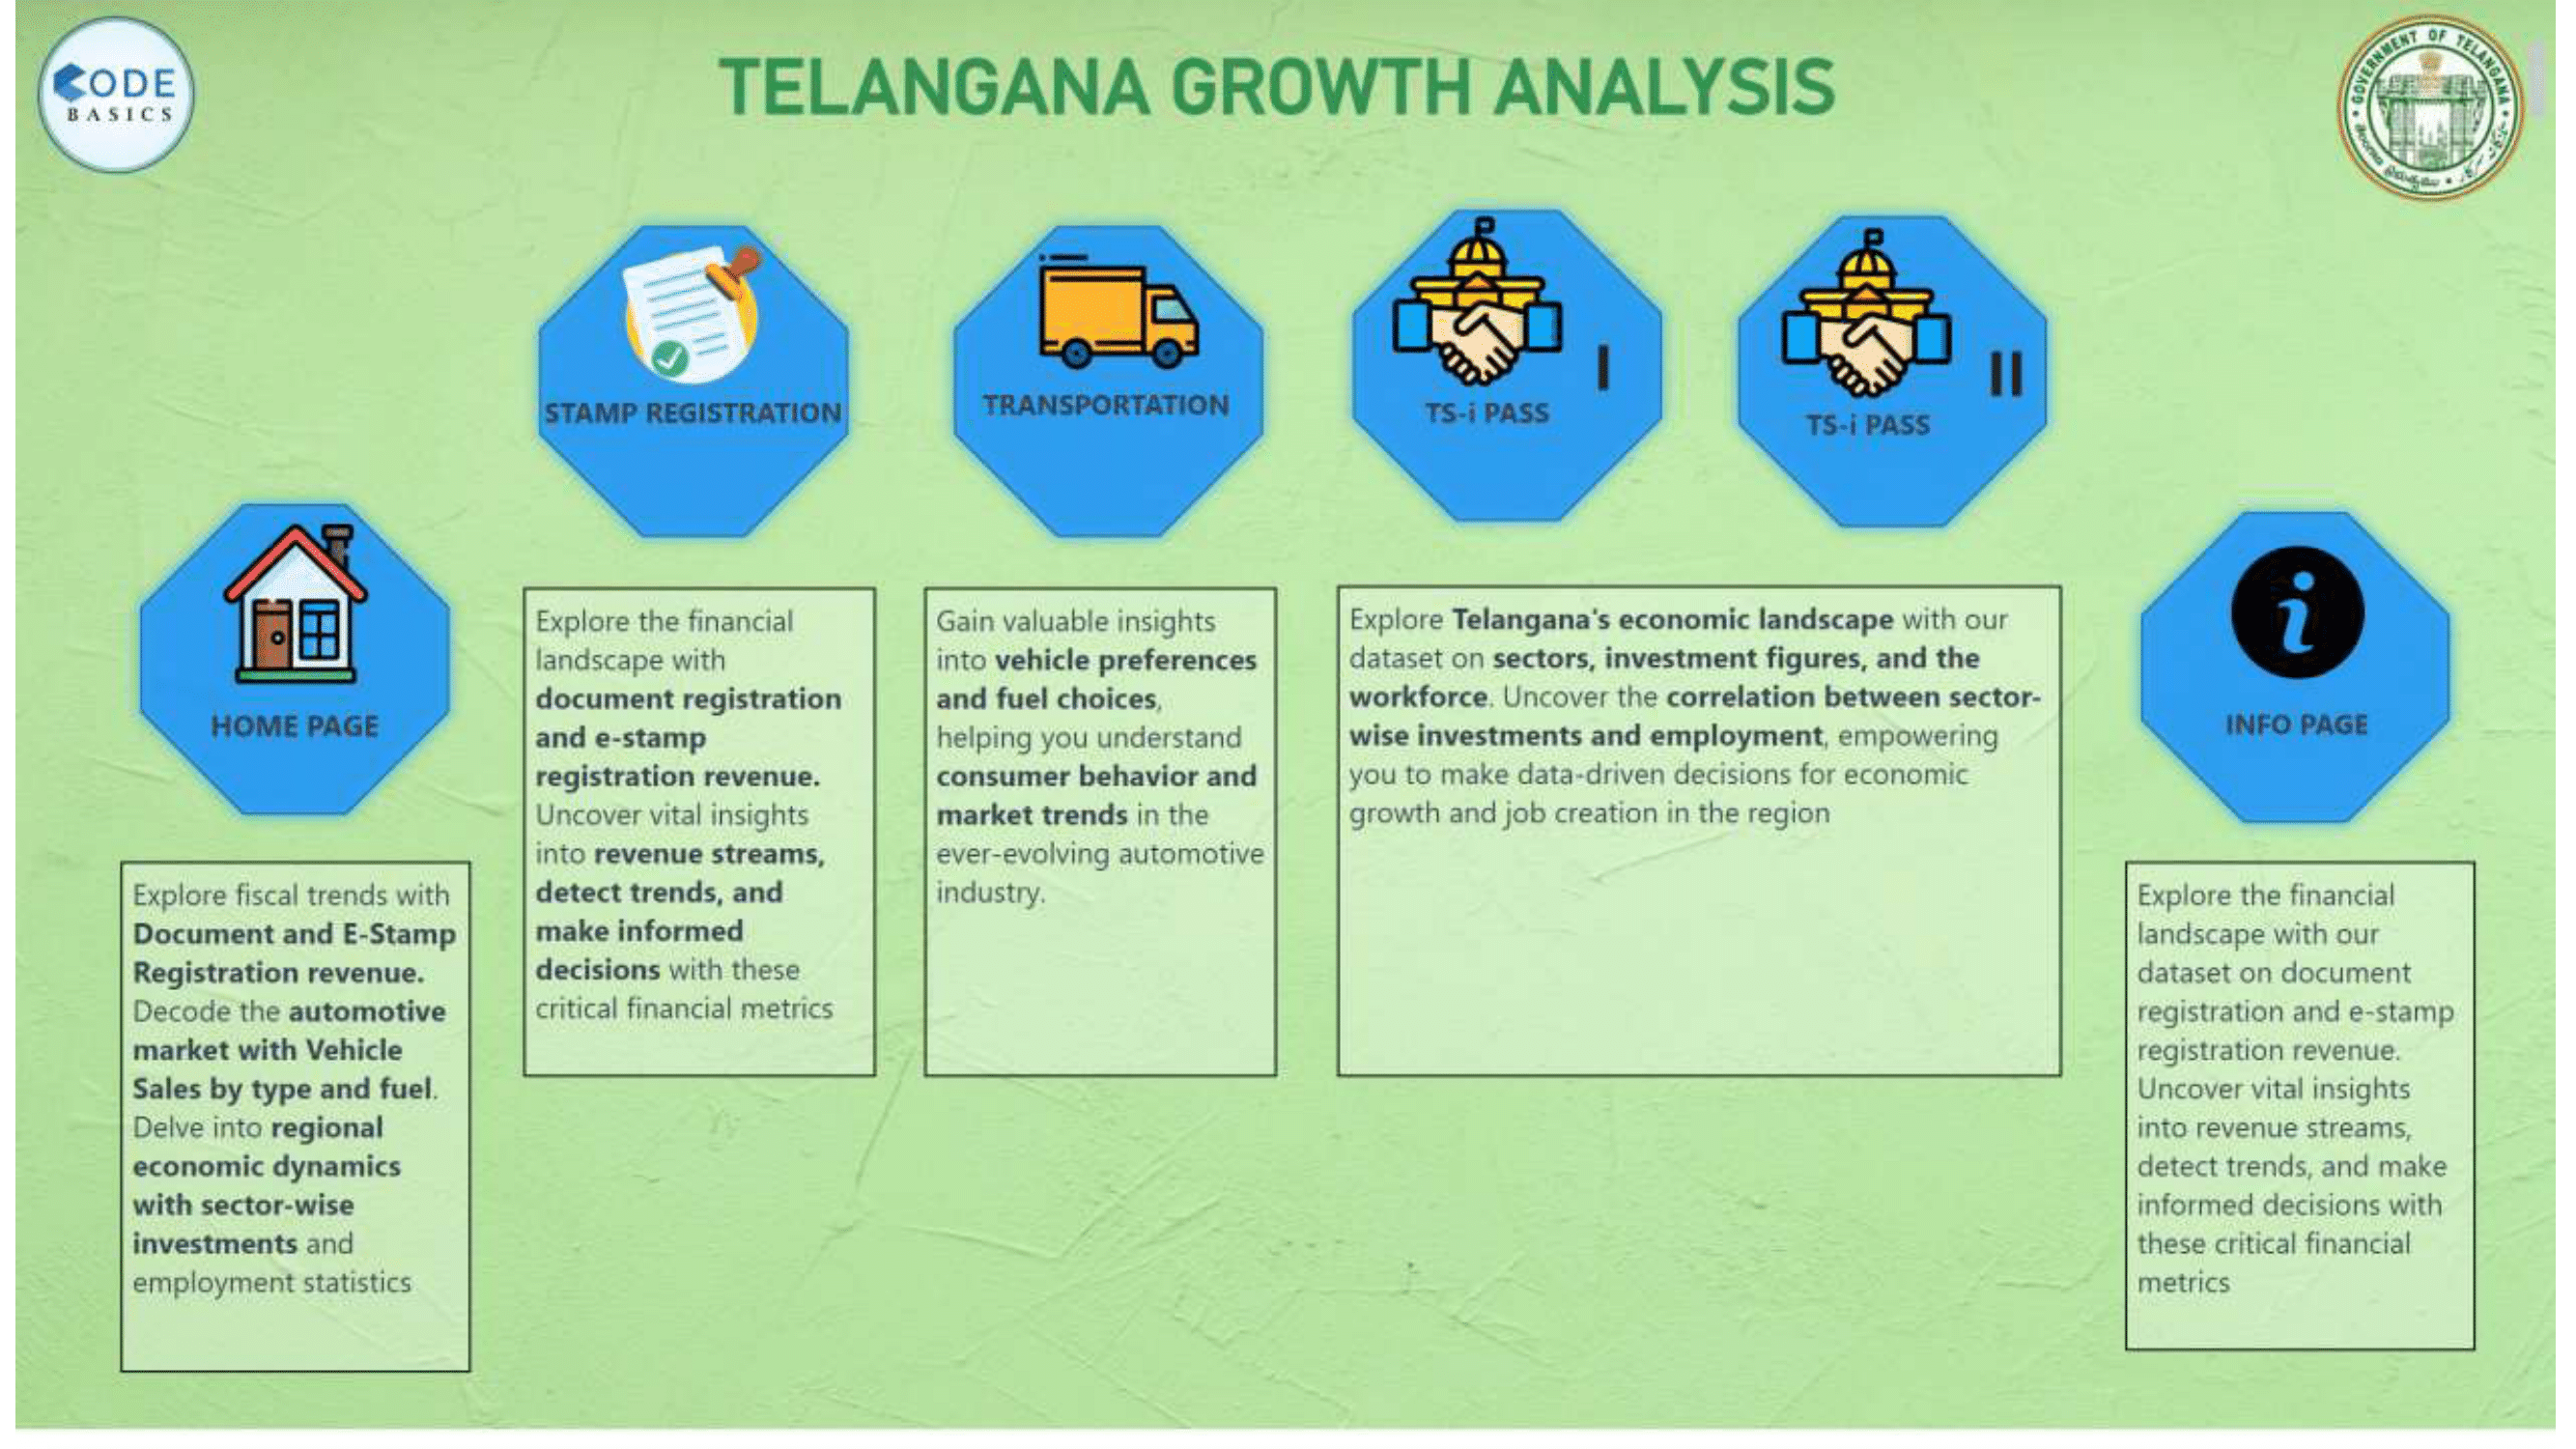 CODE
BASICS
TELANGANA GROWTH ANALYSIS
GOVERNMENT OF TELANGANA
STAMP REGISTRATION
TRANSPORTATION
TS-i PASS
I
TS-i PASS
II
HOME PAGE
INFO PAGE
Explore fiscal trends with
Document and E-Stamp
Registration revenue.
Decode the automotive
market with Vehicle
Sales by type and fuel.
Delve into regional
economic dynamics
with sector-wise
investments and
employment statistics
Explore the financial
landscape with
document registration
and e-stamp
registration revenue.
Uncover vital insights
into revenue streams,
detect trends, and
make informed
decisions with these
critical financial metrics
Gain valuable insights
into vehicle preferences
and fuel choices,
helping you understand
consumer behavior and
market trends in the
ever-evolving automotive
industry.
Explore Telangana's economic landscape with our
dataset on sectors, investment figures, and the
workforce. Uncover the correlation between sector-
wise investments and employment, empowering
you to make data-driven decisions for economic
growth and job creation in the region
Explore the financial
landscape with our
dataset on document
registration and e-stamp
registration revenue.
Uncover vital insights
into revenue streams,
detect trends, and make
informed decisions with
these critical financial
metrics